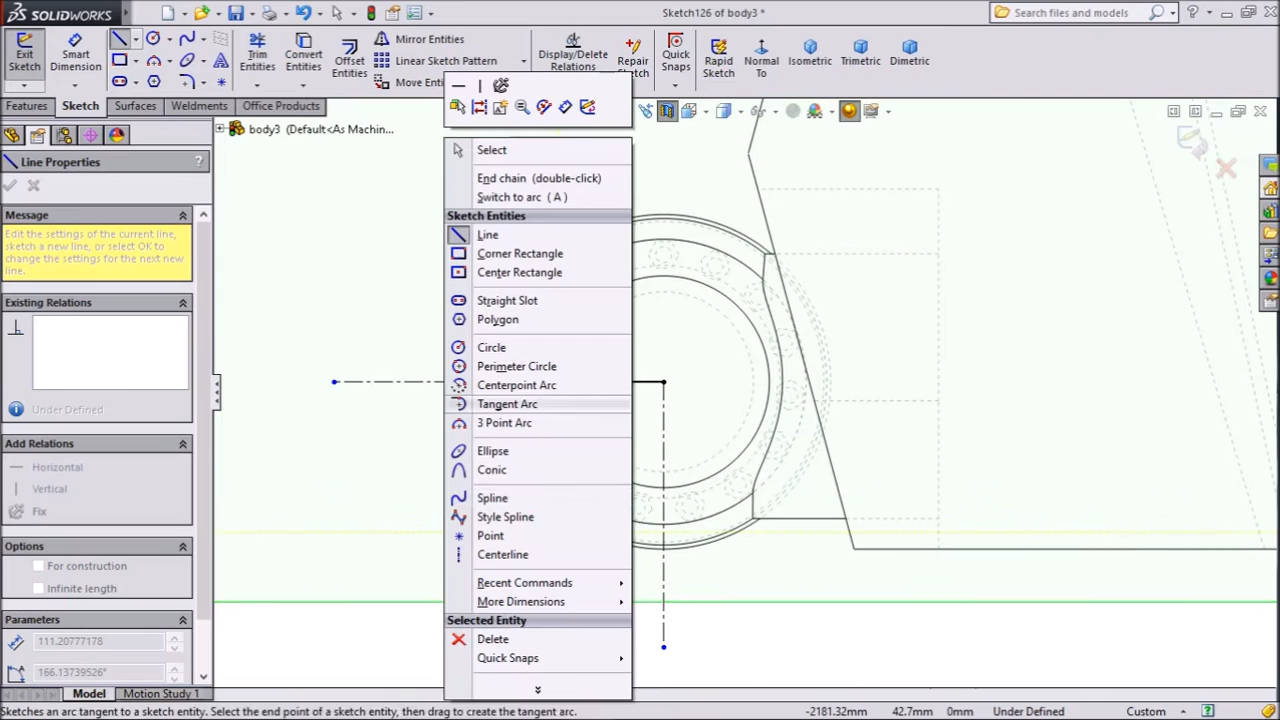 SOLIDWORKS
Sketch126 of body3 *
Search files and models
Exit
Sketch
Smart
Dimension
Trim
Entities
Convert
Entities
Offset
Entities
Mirror Entities
Linear Sketch Pattern
Move Enti
Display/Delete
Relations
Repair
Sketch
Quick
Snaps
Rapid
Sketch
Normal
To
Isometric
Trimetric
Dimetric
Features
Sketch
Surfaces
Weldments
Office Products
body3 (Default<As Machin...
Line Properties
?
Message
Edit the settings of the current line,
sketch a new line, or select OK to
change the settings for the next new
line.
Existing Relations
Under Defined
Add Relations
Horizontal
Vertical
Fix
Options
For construction
Infinite length
Parameters
111.20777178
166.13739526°
Select
End chain (double-click)
Switch to arc (A)
Sketch Entities
Line
Corner Rectangle
Center Rectangle
Straight Slot
Polygon
Circle
Perimeter Circle
Centerpoint Arc
Tangent Arc
3 Point Arc
Ellipse
Conic
Spline
Style Spline
Point
Centerline
Recent Commands
More Dimensions
Selected Entity
Delete
Quick Snaps
Model
Motion Study 1
Sketches an arc tangent to a sketch entity. Select the end point of a sketch entity, then drag to create the tangent arc.
-2181.32mm
42.7mm
0mm
Under Defined
Custom